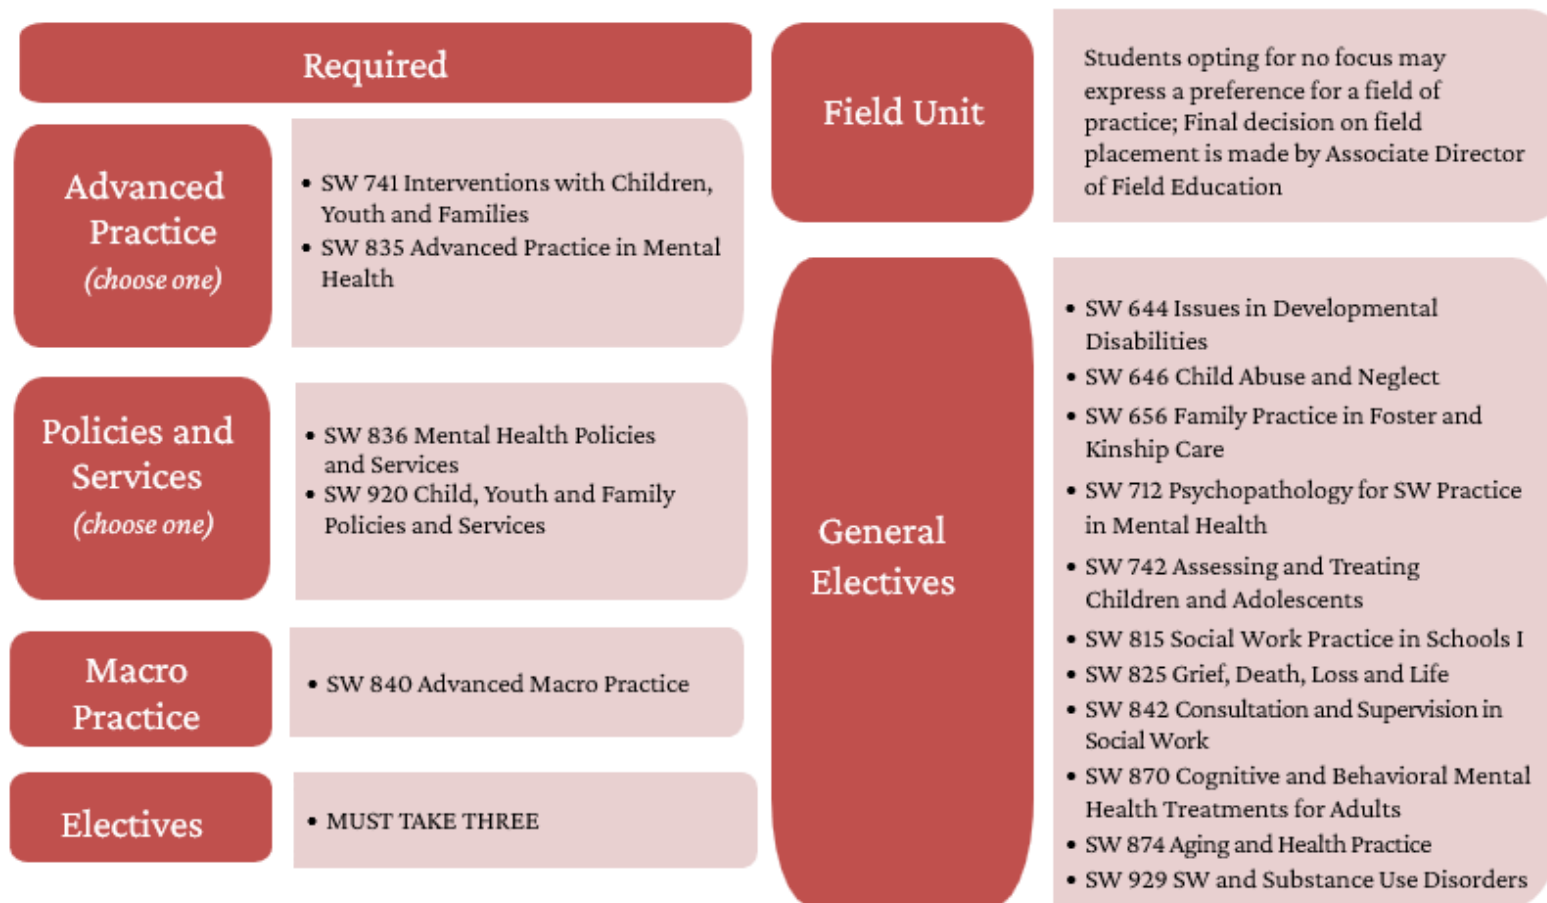 Required
Advanced
Practice
(choose one)
• SW 741 Interventions with Children,
Youth and Families
• SW 835 Advanced Practice in Mental
Health
Policies and
Services
(choose one)
• SW 836 Mental Health Policies
and Services
• SW 920 Child, Youth and Family
Policies and Services
Macro
Practice
• SW 840 Advanced Macro Practice
Electives
• MUST TAKE THREE
Field Unit
Students opting for no focus may
express a preference for a field of
practice; Final decision on field
placement is made by Associate Director
of Field Education
General
Electives
• SW 644 Issues in Developmental
Disabilities
• SW 646 Child Abuse and Neglect
• SW 656 Family Practice in Foster and
Kinship Care
• SW 712 Psychopathology for SW Practice
in Mental Health
• SW 742 Assessing and Treating
Children and Adolescents
• SW 815 Social Work Practice in Schools I
• SW 825 Grief, Death, Loss and Life
• SW 842 Consultation and Supervision in
Social Work
• SW 870 Cognitive and Behavioral Mental
Health Treatments for Adults
• SW 874 Aging and Health Practice
• SW 929 SW and Substance Use Disorders